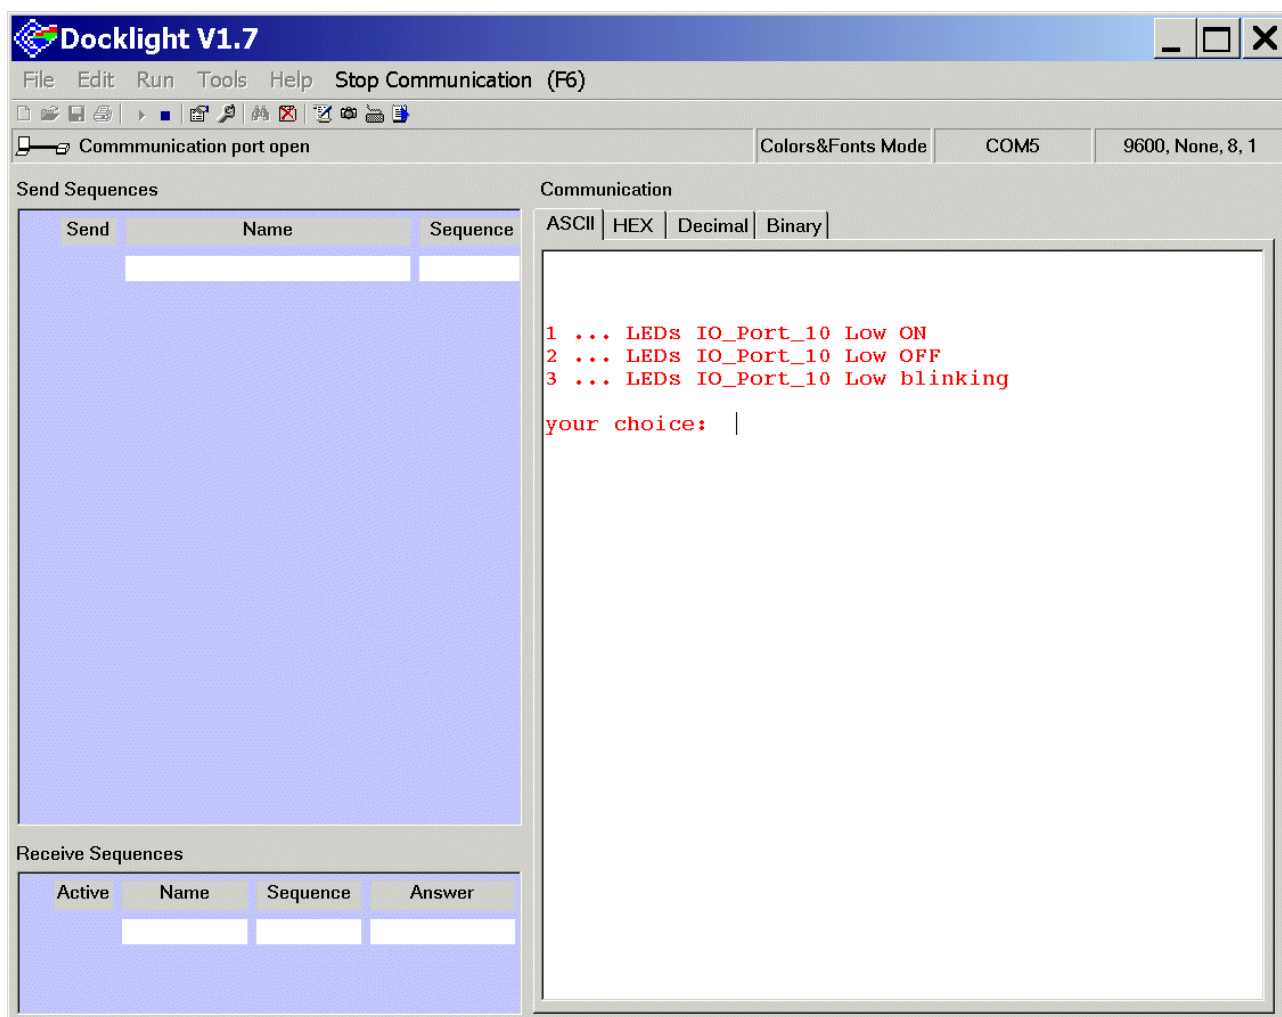 Docklight V1.7
File Edit Run Tools Help Stop Communication (F6)
Commmunication port open Colors&Fonts Mode COM5 9600, None, 8, 1
Send Sequences
Send Name Sequence
Communication
ASCII HEX Decimal Binary
1 ... LEDs IO_Port_10 Low ON
2 ... LEDs IO_Port_10 Low OFF
3 ... LEDs IO_Port_10 Low blinking
your choice:
Receive Sequences
Active Name Sequence Answer